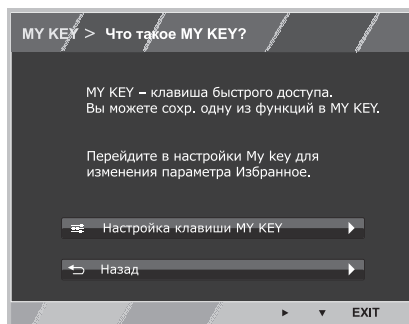 MY KEY > Что такое MY KEY?
MY KEY – клавиша быстрого доступа.
Вы можете сохр. одну из функций в MY KEY.
Перейдите в настройки My key для
изменения параметра Избранное.
Настройка клавиши MY KEY
Назад
EXIT